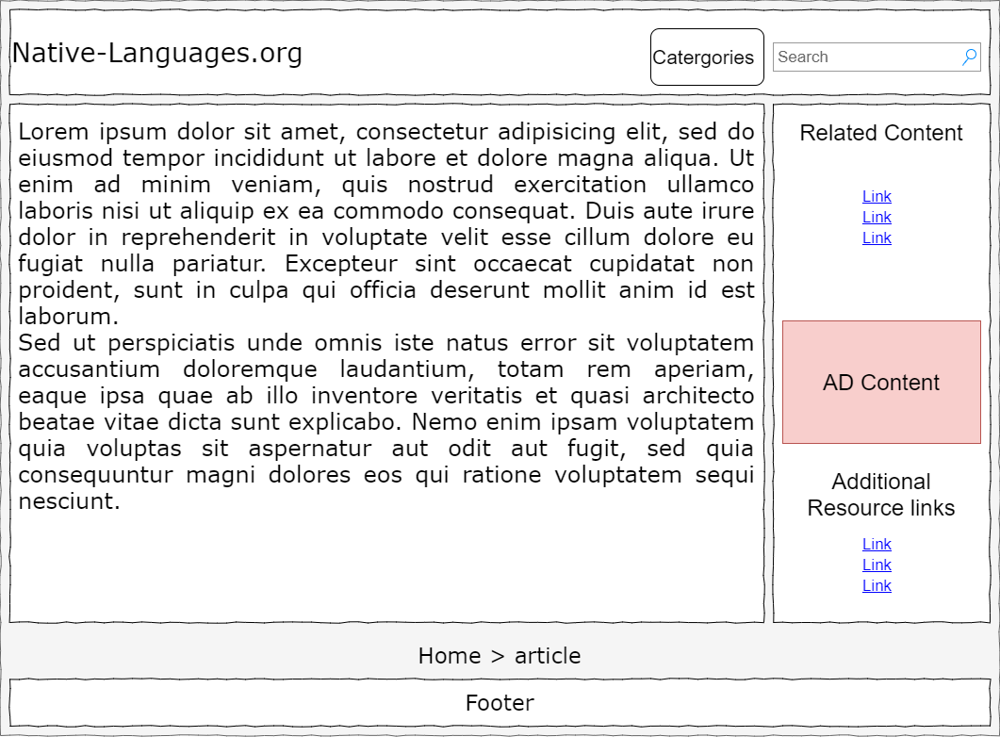 Native-Languages.org
Catergories
Search
Lorem ipsum dolor sit amet, consectetur adipisicing elit, sed do
eiusmod tempor incididunt ut labore et dolore magna aliqua. Ut
enim ad minim veniam, quis nostrud exercitation ullamco
laboris nisi ut aliquip ex ea commodo consequat. Duis aute irure
dolor in reprehenderit in voluptate velit esse cillum dolore eu
fugiat nulla pariatur. Excepteur sint occaecat cupidatat non
proident, sunt in culpa qui officia deserunt mollit anim id est
laborum.
Sed ut perspiciatis unde omnis iste natus error sit voluptatem
accusantium doloremque laudantium, totam rem aperiam,
eaque ipsa quae ab illo inventore veritatis et quasi architecto
beatae vitae dicta sunt explicabo. Nemo enim ipsam voluptatem
quia voluptas sit aspernatur aut odit aut fugit, sed quia
consequuntur magni dolores eos qui ratione voluptatem sequi
nesciunt.
Related Content
Link
Link
Link
AD Content
Additional
Resource links
Link
Link
Link
Home > article
Footer